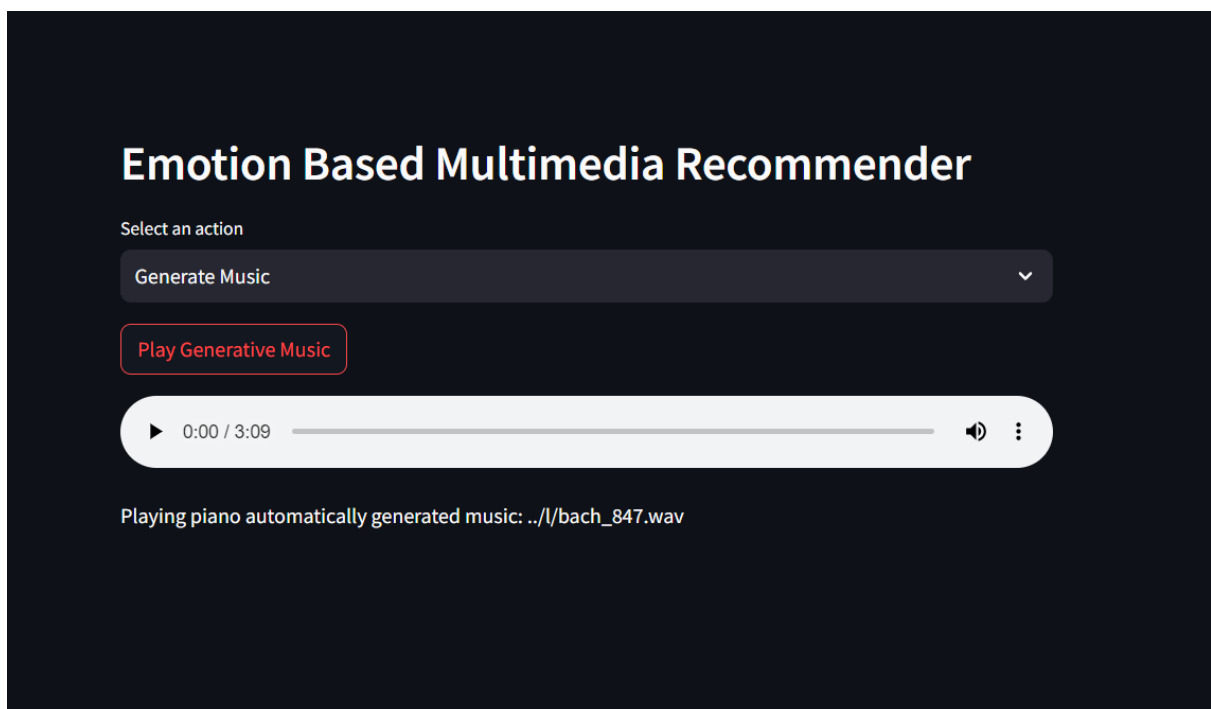 Emotion Based Multimedia Recommender
Select an action
Generate Music
Play Generative Music
0:00 / 3:09
Playing piano automatically generated music: ../l/bach_847.wav